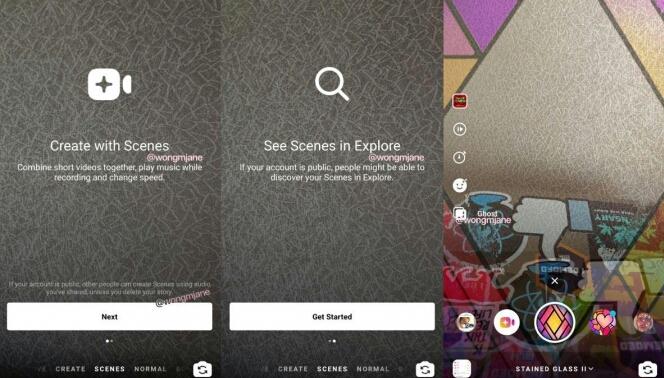 Create with Scenes
@wongmjane
Combine short videos together, play music while
recording and change speed.
If your account is public, other people can create Scenes using audio
you've shared, unless you delete your story.
@wongmjane
Next
CREATE SCENES NORMAL
See Scenes in Explore
@wongmjane
If your account is public, people might be able to
discover your Scenes in Explore.
Get Started
CREATE SCENES NORMAL
Ghost
@wongmjane
STAINED GLASS II